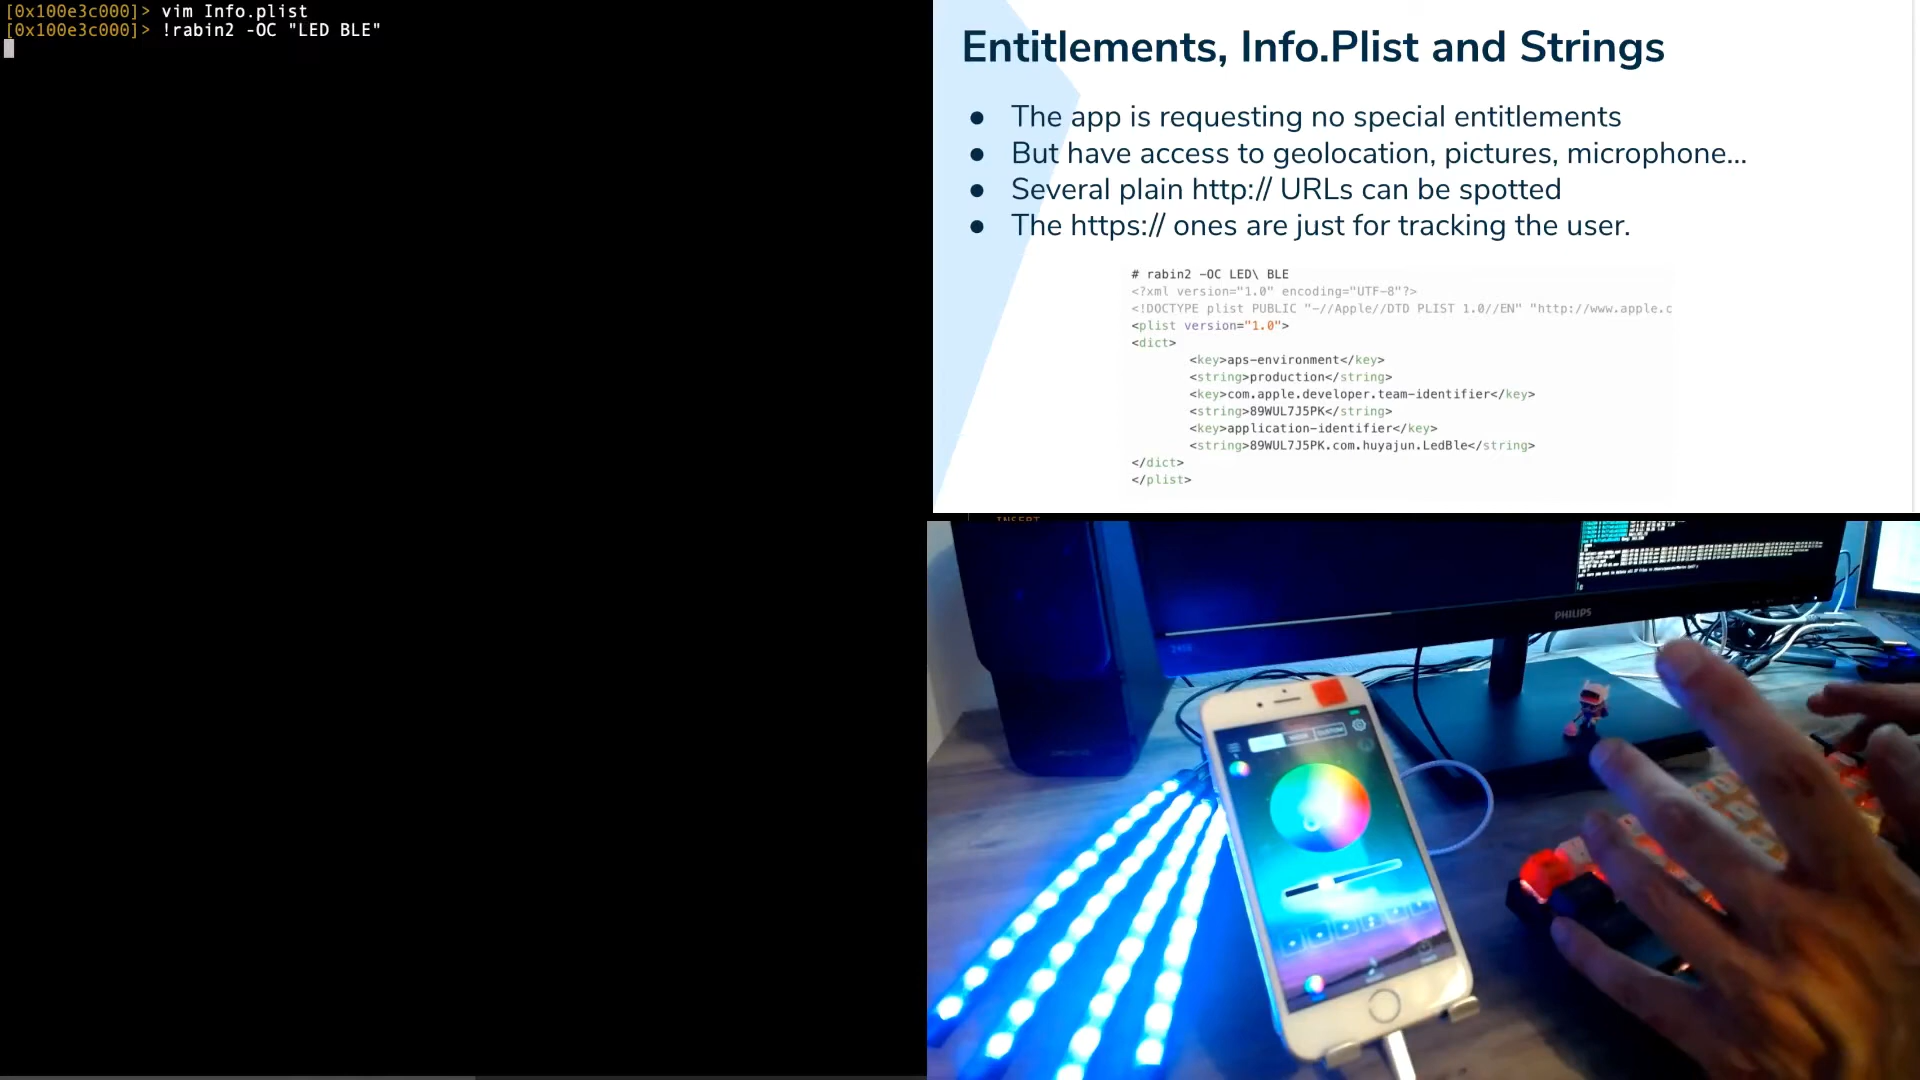 [0x100e3c000]> vim Info.plist
[0x100e3c000]> !rabin2 -OC "LED BLE"
Entitlements, Info.Plist and Strings
● The app is requesting no special entitlements
● But have access to geolocation, pictures, microphone...
● Several plain http:// URLs can be spotted
● The https:// ones are just for tracking the user.
# rabin2 -OC LED\ BLE
<?xml version="1.0" encoding="UTF-8"?>
<!DOCTYPE plist PUBLIC "-//Apple//DTD PLIST 1.0//EN" "http://www.apple.c
<plist version="1.0">
<dict>
<key>aps-environment</key>
<string>production</string>
<key>com.apple.developer.team-identifier</key>
<string>89WUL7J5PK</string>
<key>application-identifier</key>
<string>89WUL7J5PK.com.huyajun.LedBle</string>
</dict>
</plist>
INSERT
PHILIPS